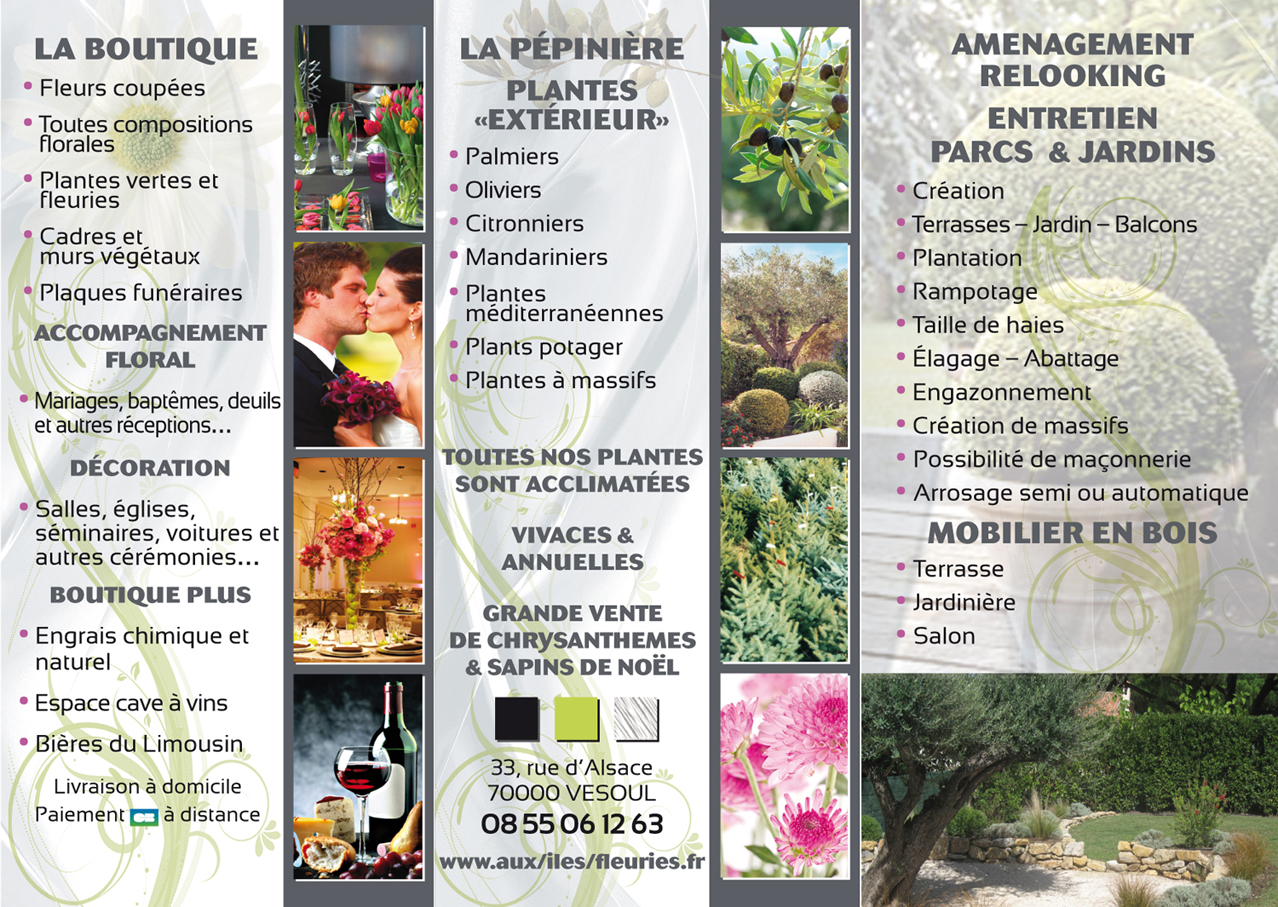 LA BOUTIQUE
• Fleurs coupées
• Toutes compositions
florales
• Plantes vertes et
fleuries
• Cadres et
murs végétaux
• Plaques funéraires
ACCOMPAGNEMENT
FLORAL
• Mariages, baptêmes, deuils
et autres réceptions...
DÉCORATION
• Salles, églises,
séminaires, voitures et
autres cérémonies...
BOUTIQUE PLUS
• Engrais chimique et
naturel
• Espace cave à vins
• Bières du Limousin
Livraison à domicile
Paiement CB à distance
LA PÉPINIÈRE
PLANTES
«EXTÉRIEUR»
• Palmiers
• Oliviers
• Citronniers
• Mandariniers
• Plantes
méditerranéennes
• Plants potager
• Plantes à massifs
TOUTES NOS PLANTES
SONT ACCLIMATÉES
VIVACES &
ANNUELLES
GRANDE VENTE
DE CHRYSANTHEMES
& SAPINS DE NOËL
33, rue d'Alsace
70000 VESOUL
08 55 06 12 63
www.aux/iles/fleuries.fr
AMENAGEMENT
RELOOKING
ENTRETIEN
PARCS & JARDINS
• Création
• Terrasses – Jardin – Balcons
• Plantation
• Rampotage
• Taille de haies
• Élagage – Abattage
• Engazonnement
• Création de massifs
• Possibilité de maçonnerie
• Arrosage semi ou automatique
MOBILIER EN BOIS
• Terrasse
• Jardinière
• Salon